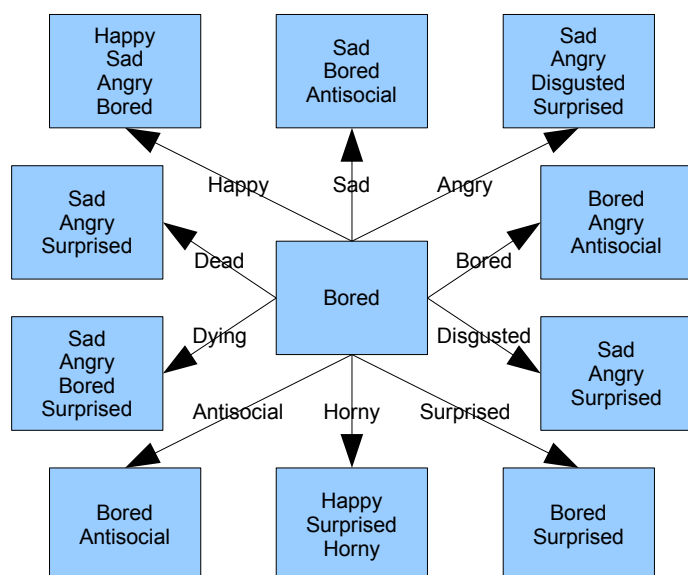 Happy
Sad
Angry
Bored
Sad
Bored
Antisocial
Sad
Angry
Disgusted
Surprised
Happy
Sad
Angry
Sad
Angry
Surprised
Dead
Bored
Bored
Bored
Angry
Antisocial
Sad
Angry
Bored
Surprised
Dying
Disgusted
Sad
Angry
Surprised
Antisocial
Horny
Surprised
Bored
Antisocial
Happy
Surprised
Horny
Bored
Surprised